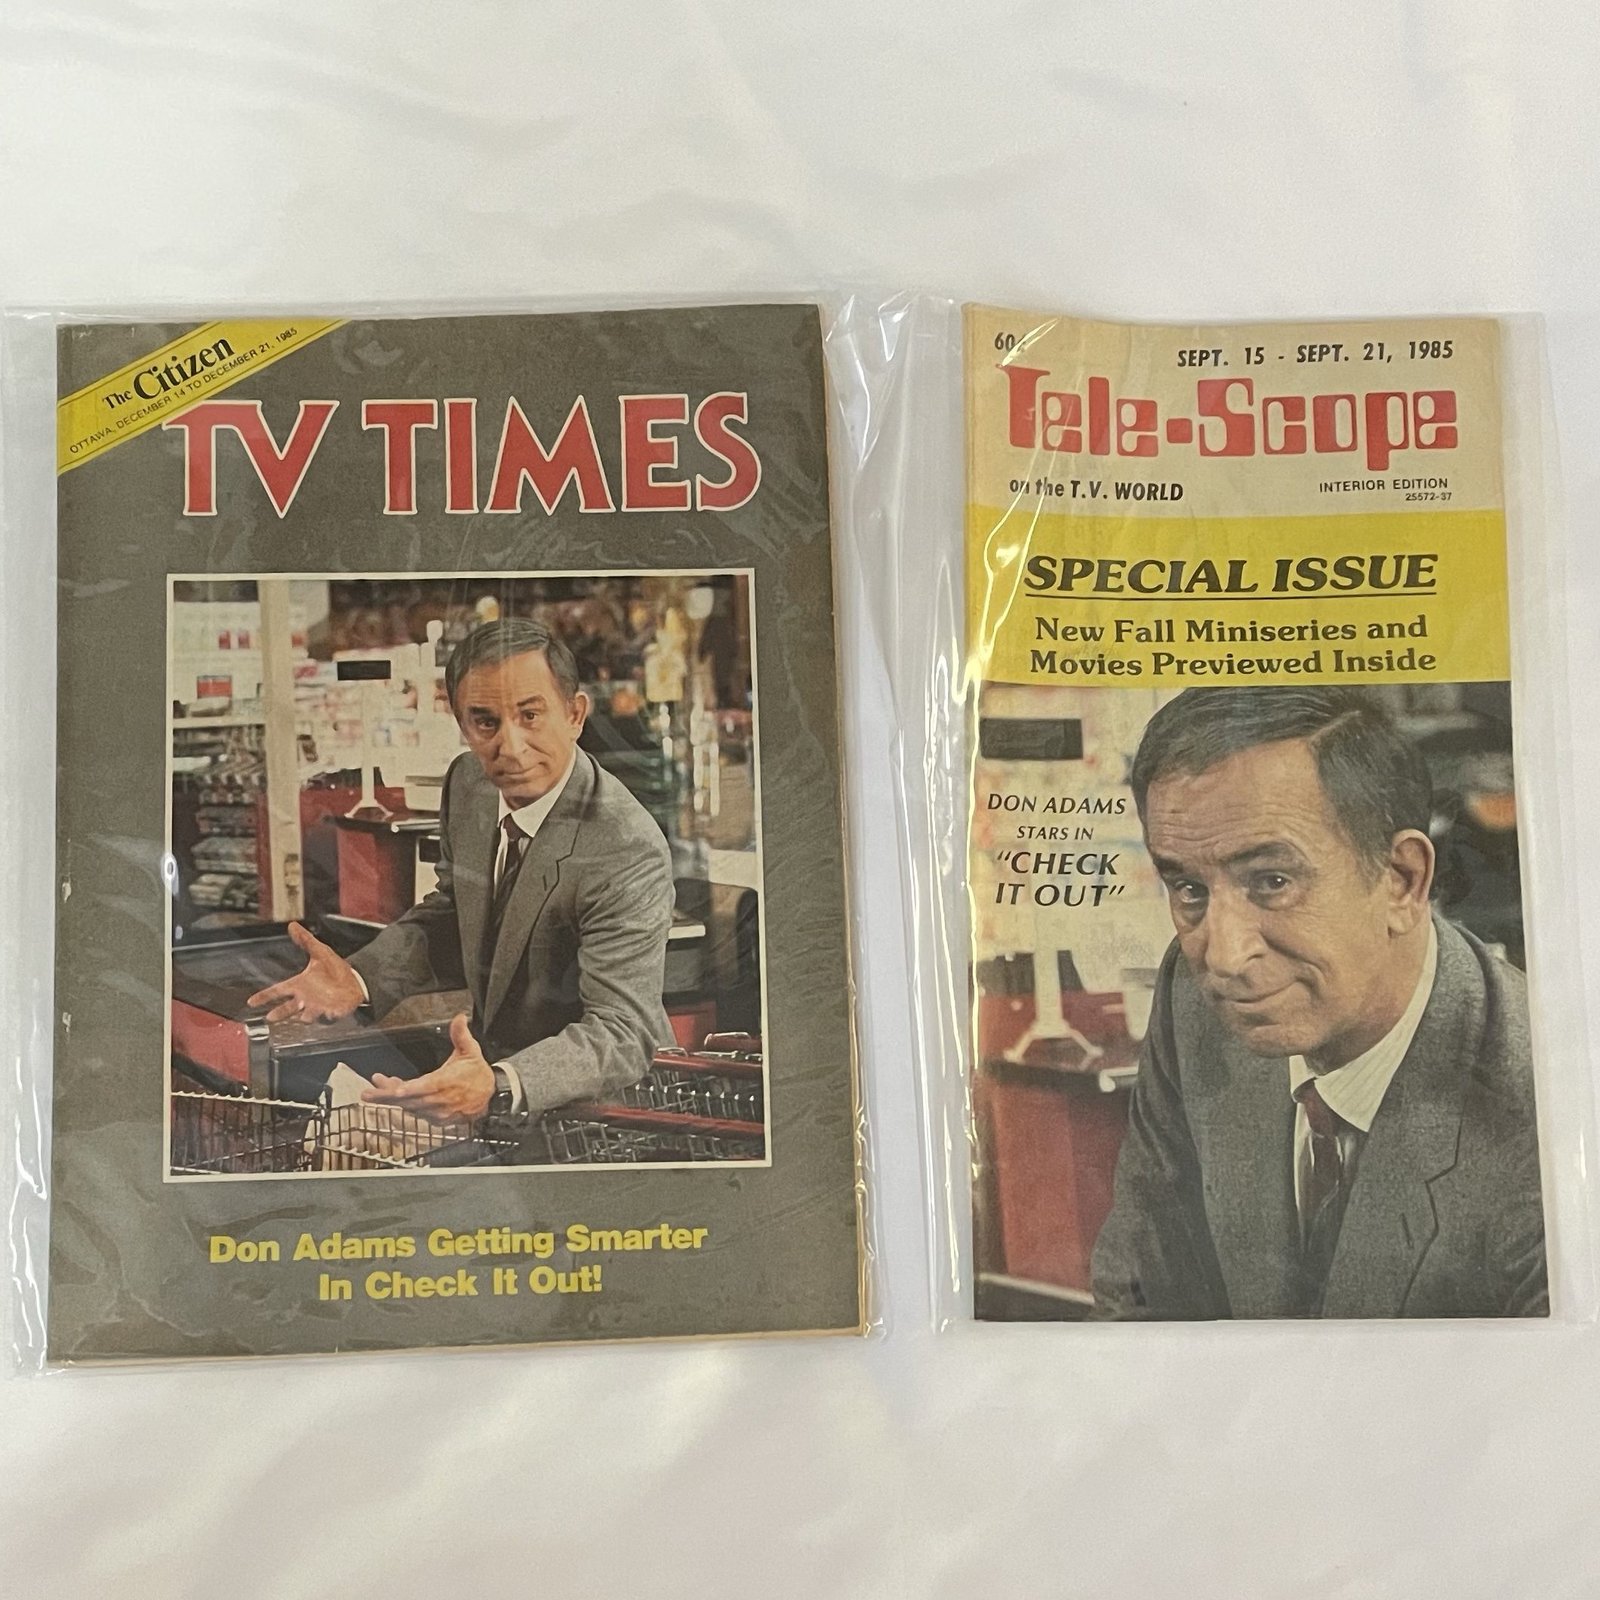 The Citizen
OTTAWA, DECEMBER 14 TO DECEMBER 21, 1985
TV TIMES
Don Adams Getting Smarter
In Check It Out!
60¢
SEPT. 15 - SEPT. 21, 1985
Tele-Scope
on the T.V. WORLD
INTERIOR EDITION
25572-37
SPECIAL ISSUE
New Fall Miniseries and
Movies Previewed Inside
DON ADAMS
STARS IN
"CHECK
IT OUT"